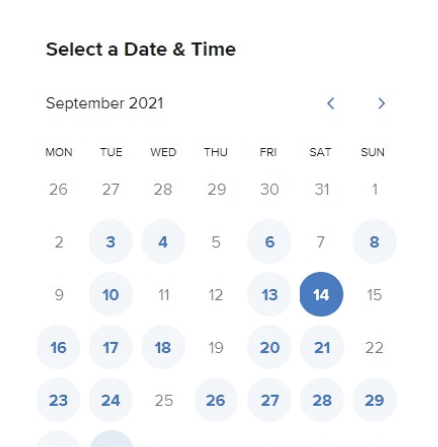 Select a Date & Time
September 2021
MON TUE WED THU FRI SAT SUN
26 27 28 29 30 31 1
2 3 4 5 6 7 8
9 10 11 12 13 14 15
16 17 18 19 20 21 22
23 24 25 26 27 28 29